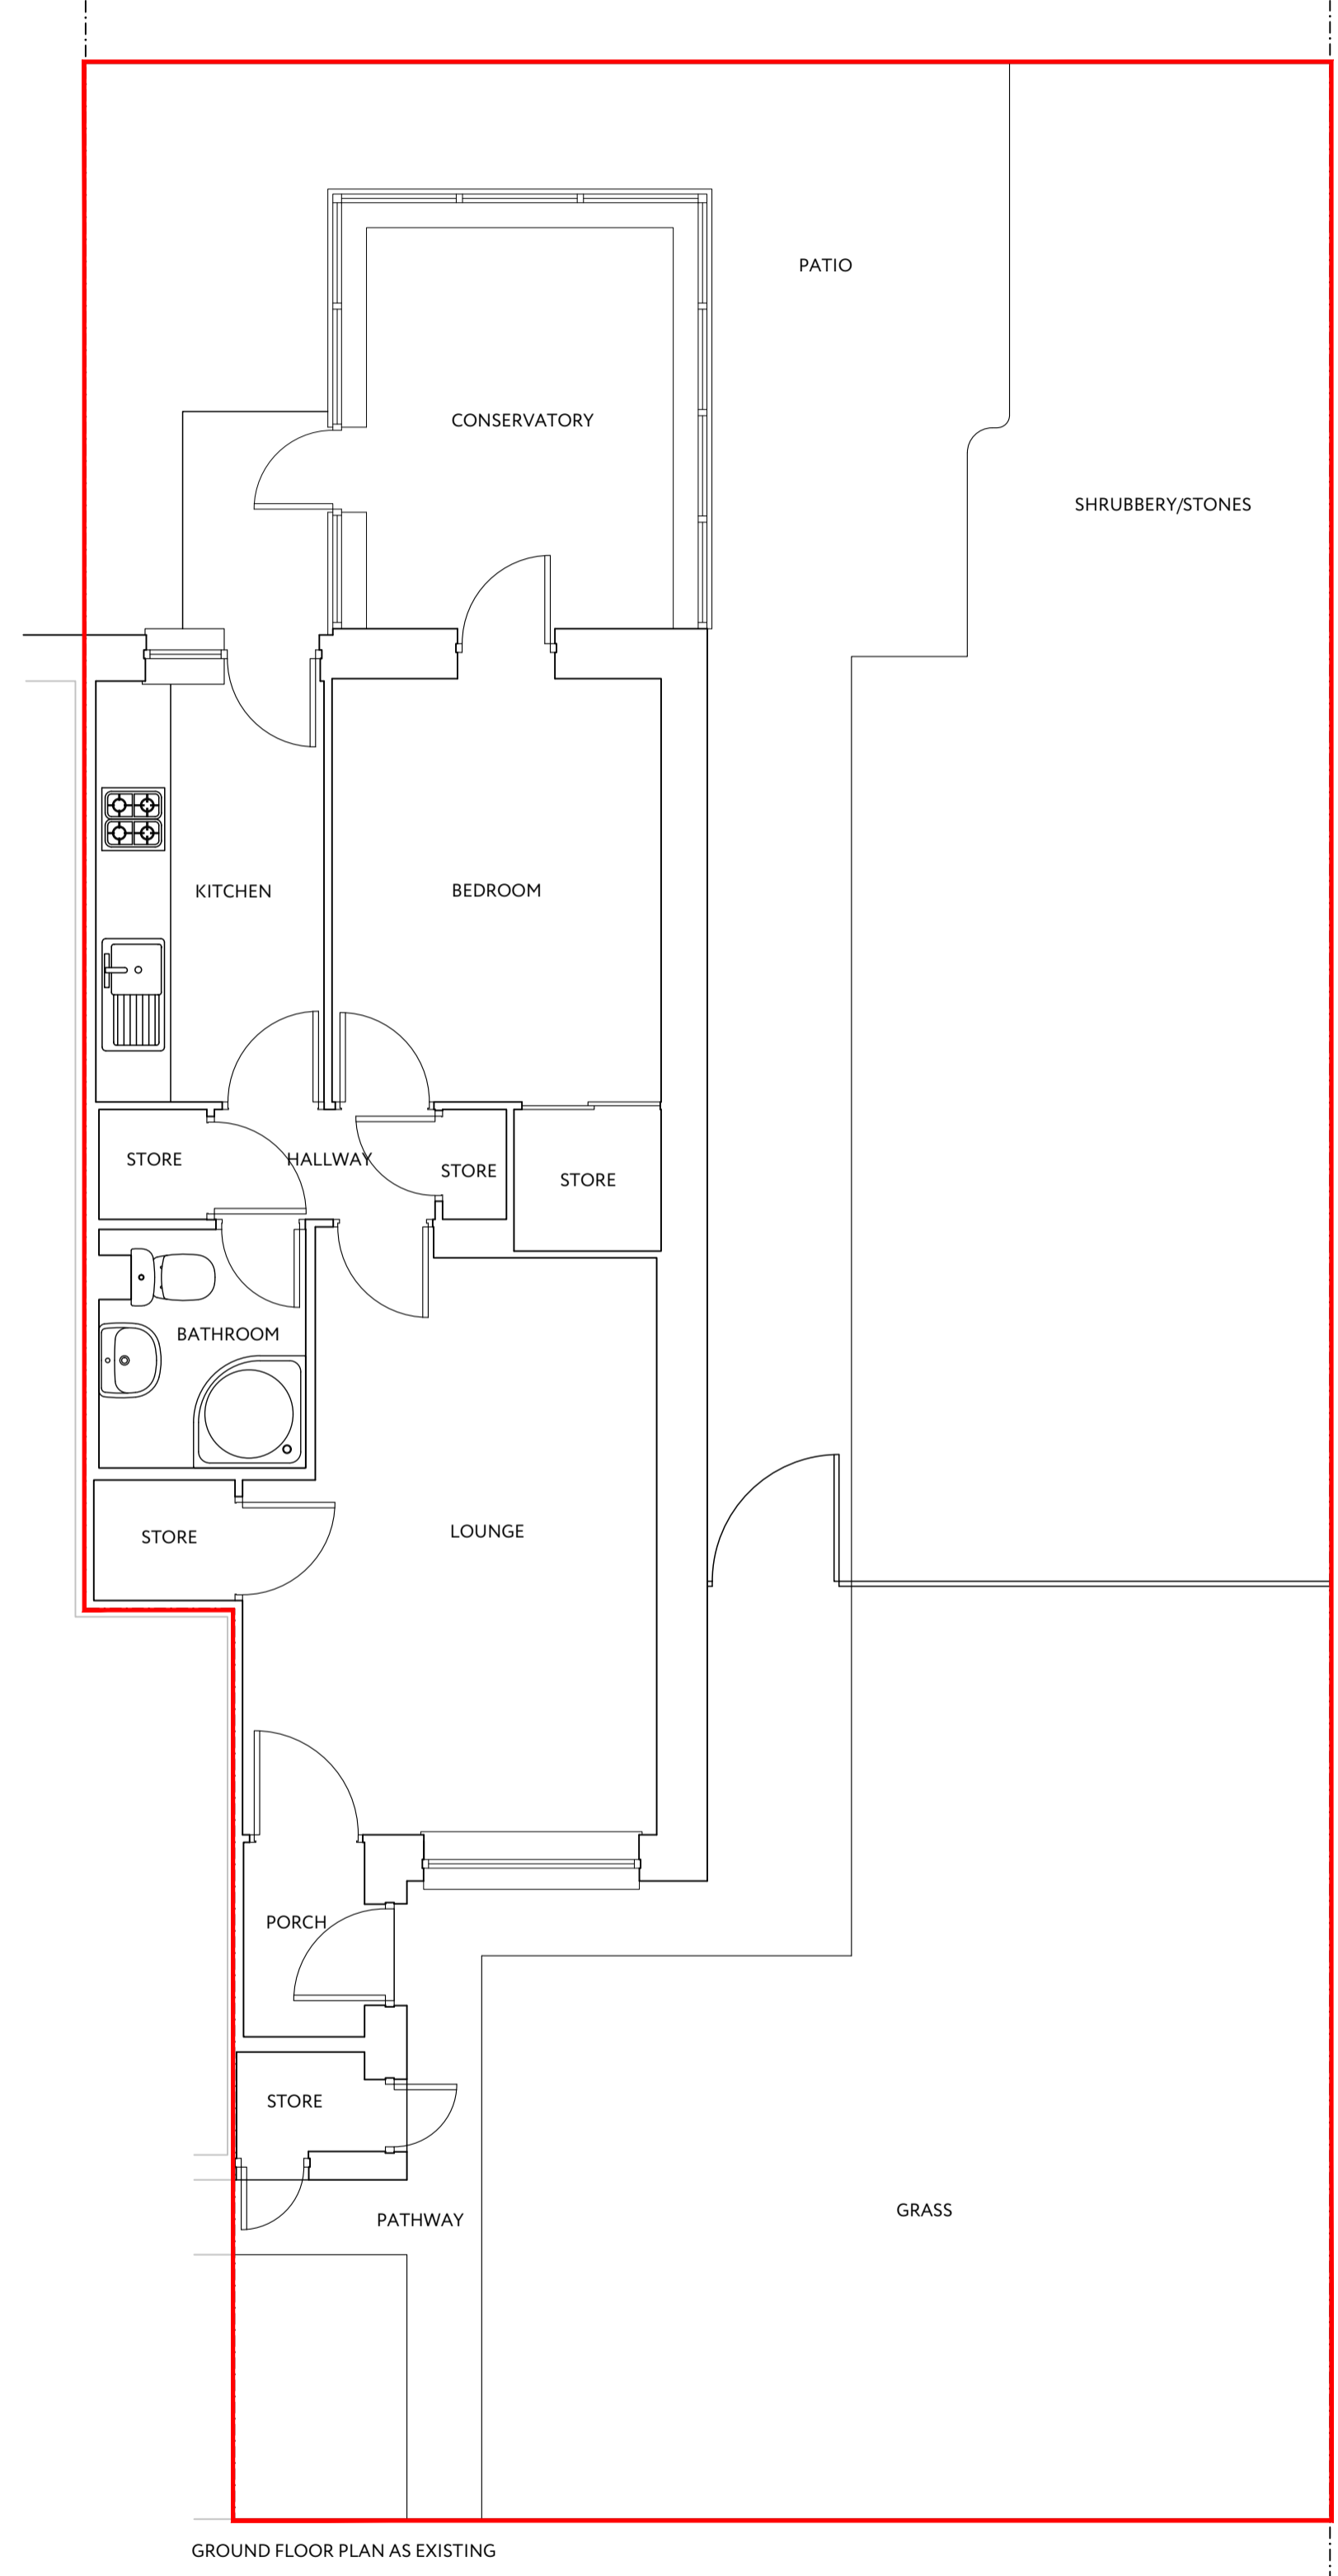 PATIO
CONSERVATORY
SHRUBBERY/STONES
KITCHEN
BEDROOM
STORE
HALLWAY
STORE
STORE
BATHROOM
LOUNGE
STORE
PORCH
STORE
GRASS
PATHWAY
GROUND FLOOR PLAN AS EXISTING